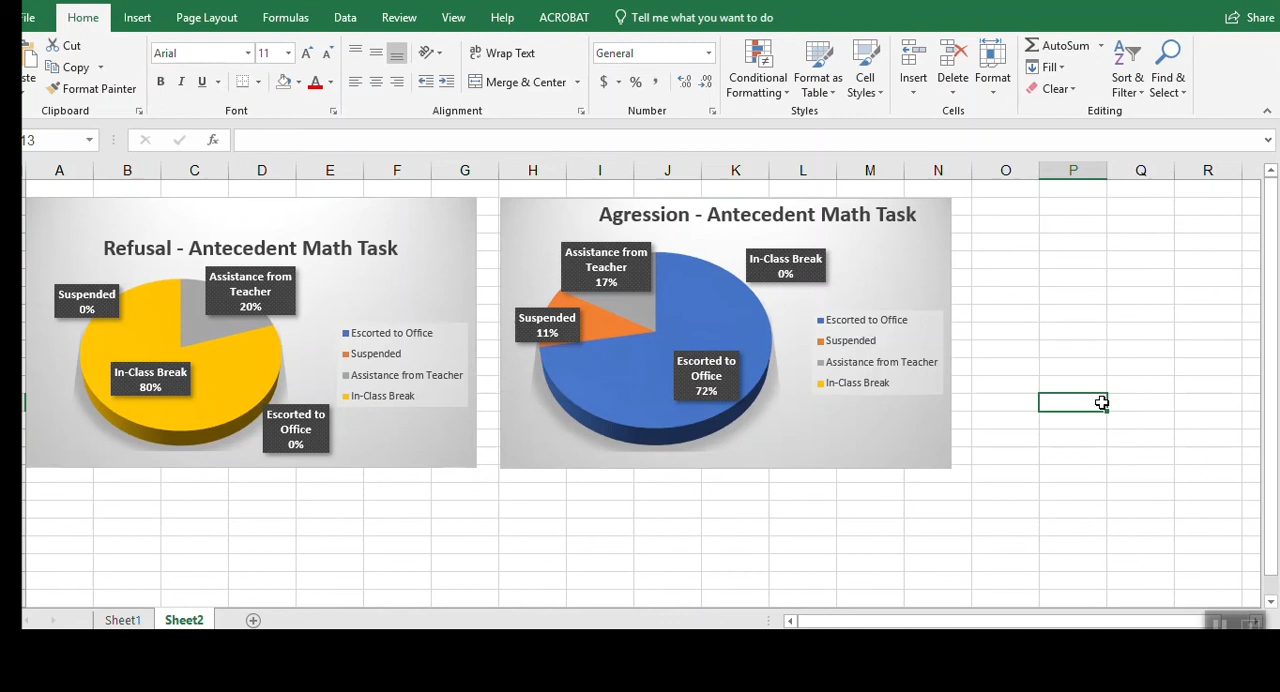 File Home Insert Page Layout Formulas Data Review View Help ACROBAT Tell me what you want to do Share
Cut
Copy
Format Painter
Clipboard
Arial 11
B I U A
Font
Wrap Text
Merge & Center
Alignment
General
$ % ,
Number
Conditional Formatting
Format as Table
Cell Styles
Styles
Insert Delete Format
Cells
AutoSum
Fill
Clear
Sort & Filter
Find & Select
Editing
13 fx
A B C D E F G H I J K L M N O P Q R
Refusal - Antecedent Math Task
Assistance from
Teacher
20%
Suspended
0%
In-Class Break
80%
Escorted to
Office
0%
Escorted to Office
Suspended
Assistance from Teacher
In-Class Break
Agression - Antecedent Math Task
Assistance from
Teacher
17%
In-Class Break
0%
Suspended
11%
Escorted to
Office
72%
Escorted to Office
Suspended
Assistance from Teacher
In-Class Break
Sheet1 Sheet2